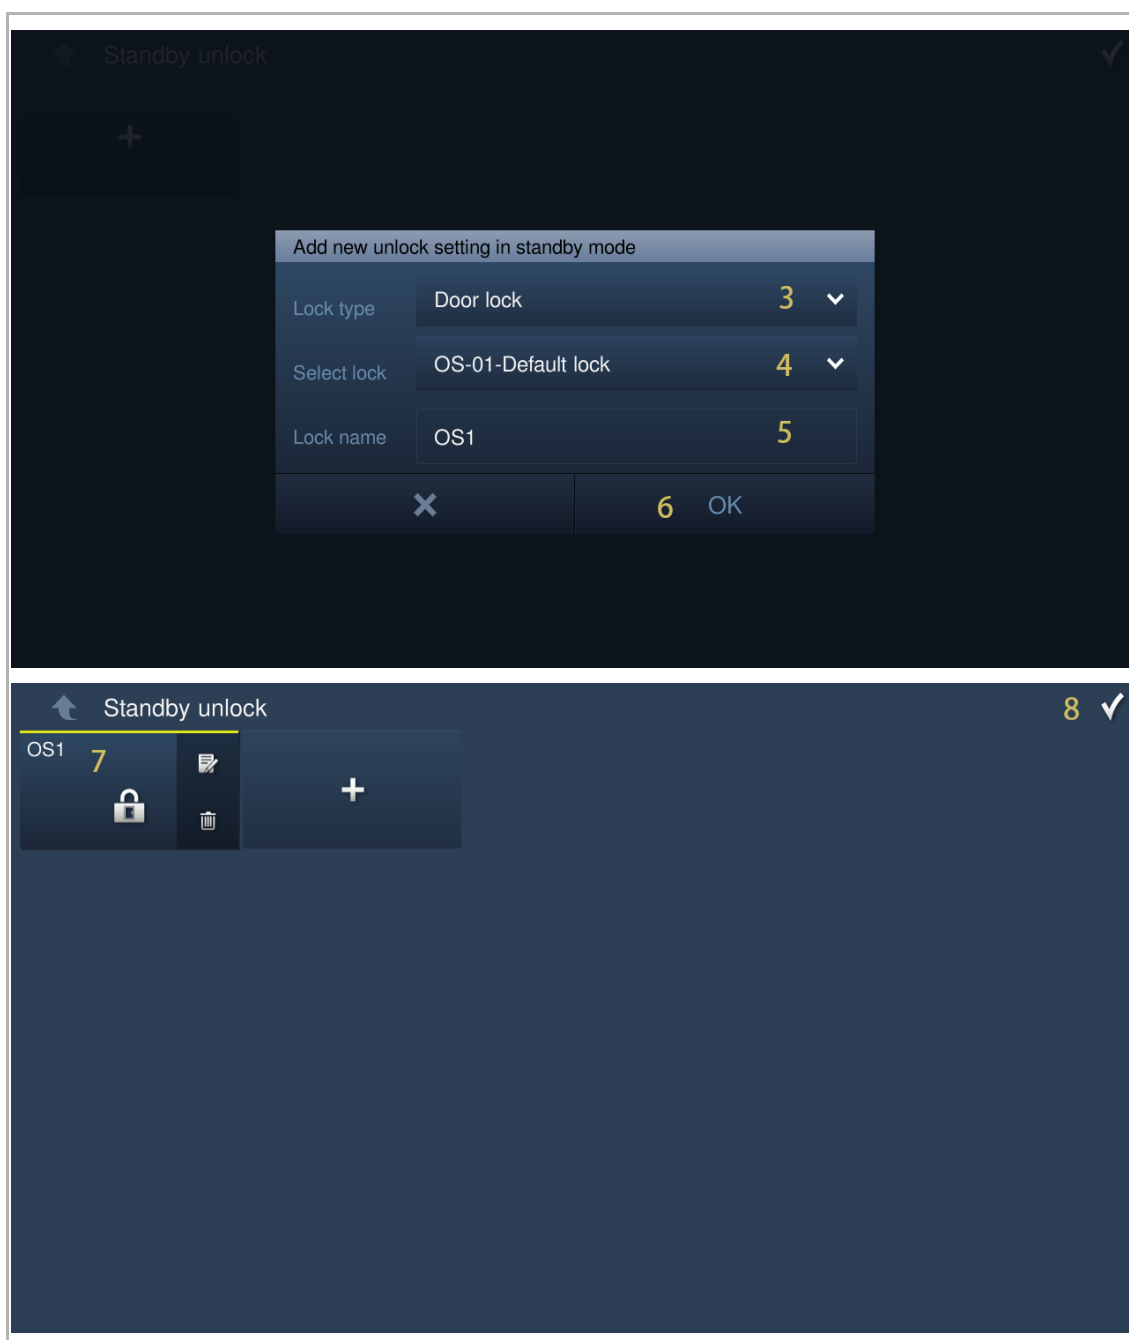 Standby unlock
Add new unlock setting in standby mode
Lock type Door lock 3
Select lock OS-01-Default lock 4
Lock name OS1 5
6 OK
Standby unlock 8
OS1 7